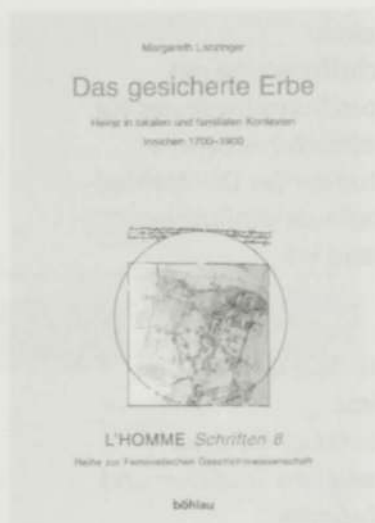 Margareth Lanzinger
Das gesicherte Erbe
Heirat in lokalen und familialen Kontexten
Innichen 1700–1900
L'HOMME Schriften 8
Reihe zur Feministischen Geschichtswissenschaft
böhlau